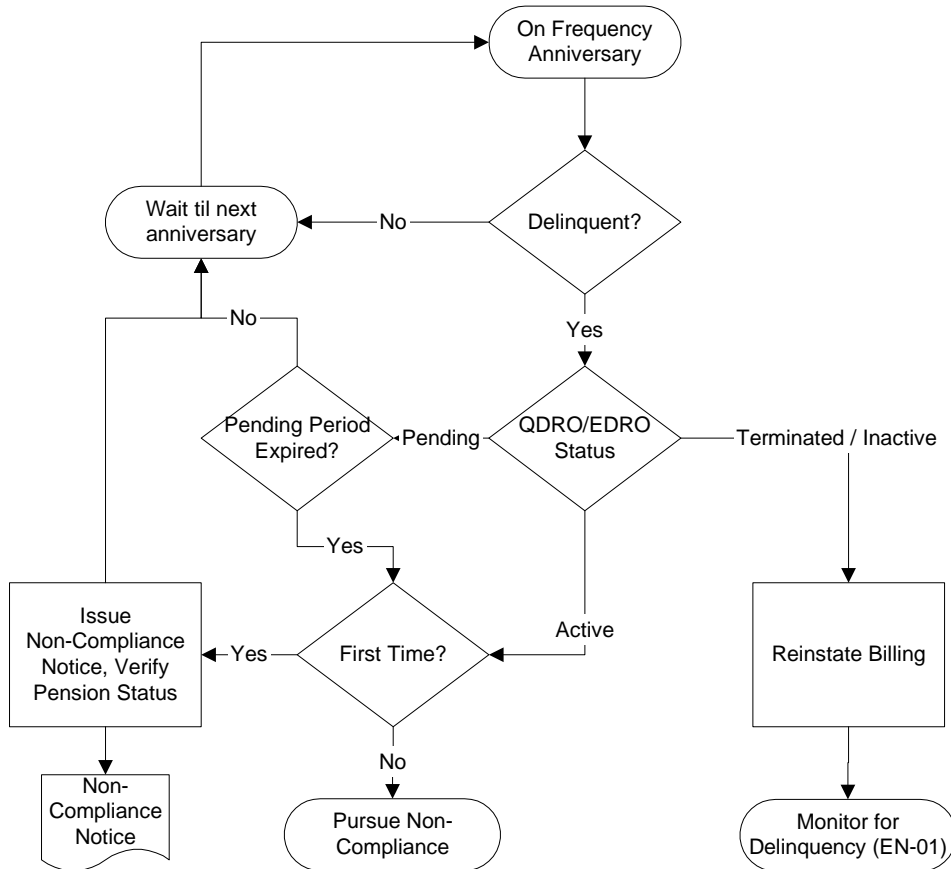 On Frequency
Anniversary
Wait til next
anniversary
No
Delinquent?
Yes
No
Pending Period
Expired?
Pending
QDRO/EDRO
Status
Terminated / Inactive
Yes
Issue
Non-Compliance
Notice, Verify
Pension Status
Yes
First Time?
Active
Reinstate Billing
No
Non-
Compliance
Notice
Pursue Non-
Compliance
Monitor for
Delinquency (EN-01)